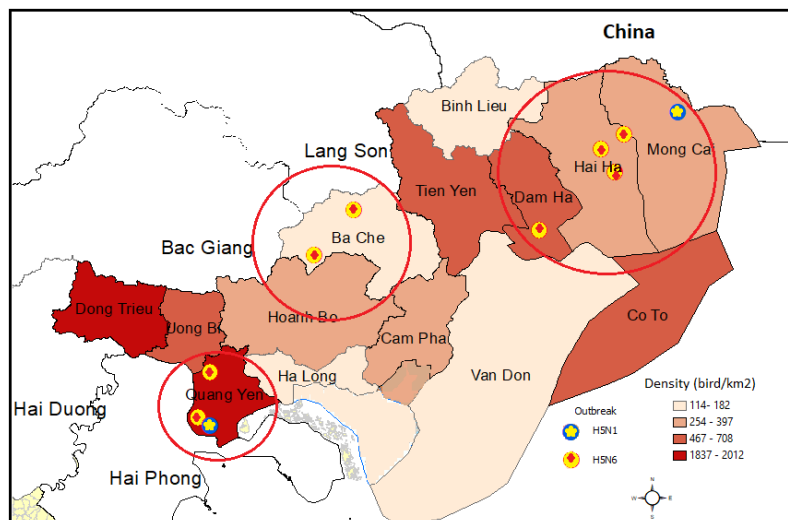 China
Binh Lieu
Lang Son
Mong Ca
Hai Ha
Tien Yen
Dam Ha
Ba Che
Bac Giang
Dong Trieu
Uong Bi
Hoanh Bo
Co To
Cam Pha
Ha Long
Van Don
Quang Yen
Hai Duong
Hai Phong
Outbreak
H5N1
H5N6
Density (bird/km2)
114- 182
254 - 397
467 - 708
1837 - 2012
N
W E
S